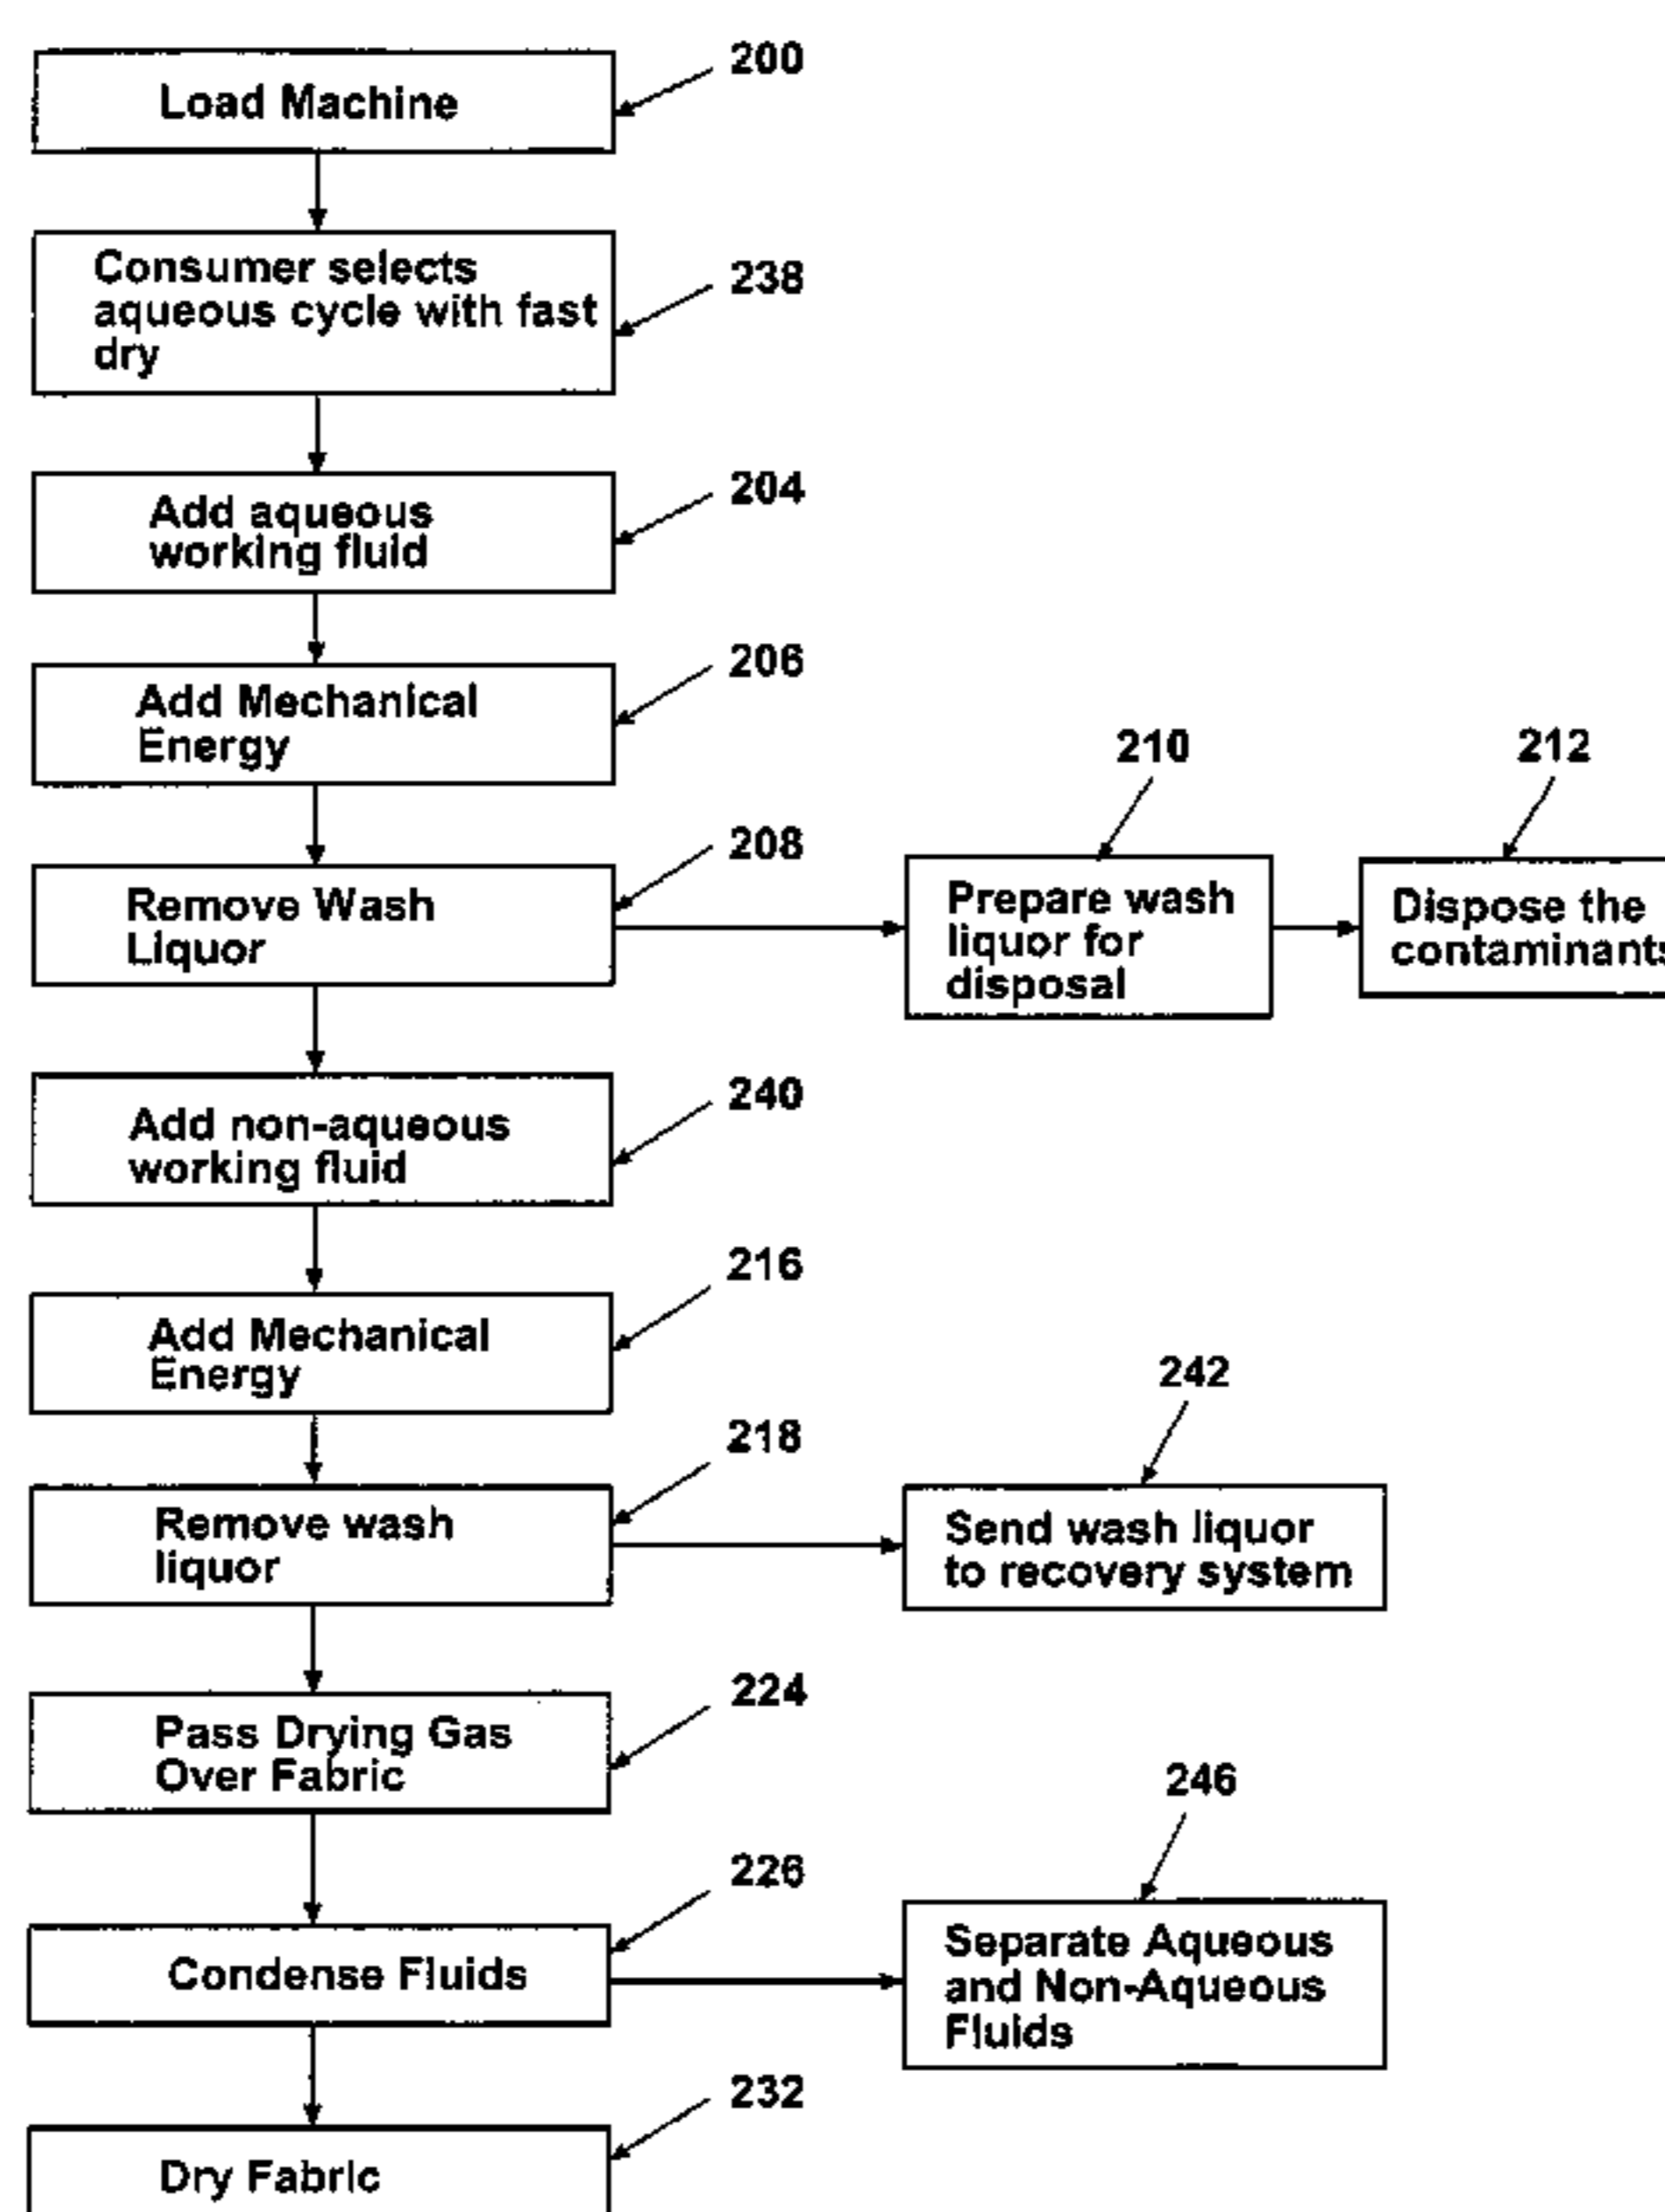 Load Machine
200
Consumer selects
aqueous cycle with fast
dry
238
Add aqueous
working fluid
204
Add Mechanical
Energy
206
Remove Wash
Liquor
208
Prepare wash
liquor for
disposal
210
Dispose the
contaminants
212
Add non-aqueous
working fluid
240
Add Mechanical
Energy
216
Remove wash
liquor
218
Send wash liquor
to recovery system
242
Pass Drying Gas
Over Fabric
224
Condense Fluids
226
Separate Aqueous
and Non-Aqueous
Fluids
246
Dry Fabric
232